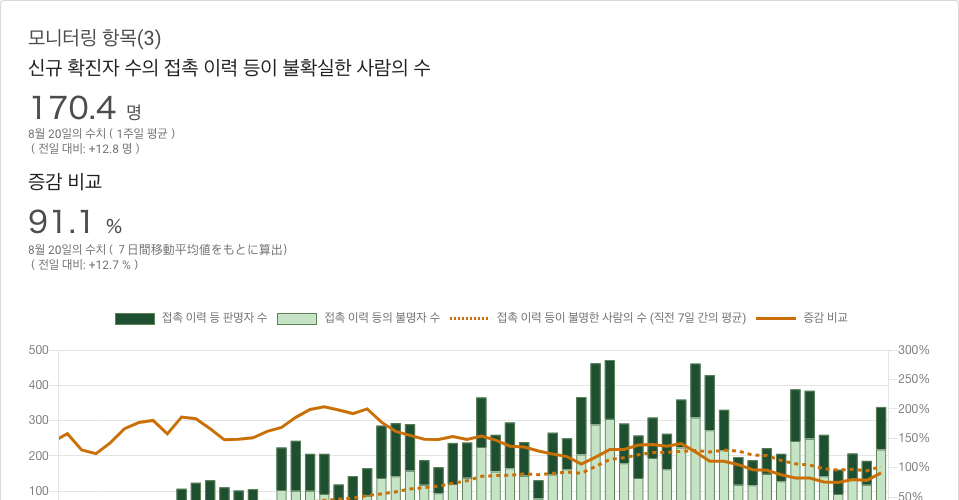 모니터링 항목(3)
신규 확진자 수의 접촉 이력 등이 불확실한 사람의 수
170.4 명
8월 20일의 수치 ( 1주일 평균 )
( 전일 대비: +12.8 명 )
증감 비교
91.1 %
8월 20일의 수치 ( ７日間移動平均値をもとに算出)
( 전일 대비: +12.7 % )
접촉 이력 등 판명자 수 접촉 이력 등의 불명자 수 접촉 이력 등이 불명한 사람의 수 (직전 7일 간의 평균) 증감 비교
500 300%
250%
400
200%
300
150%
200
100%
100
50%